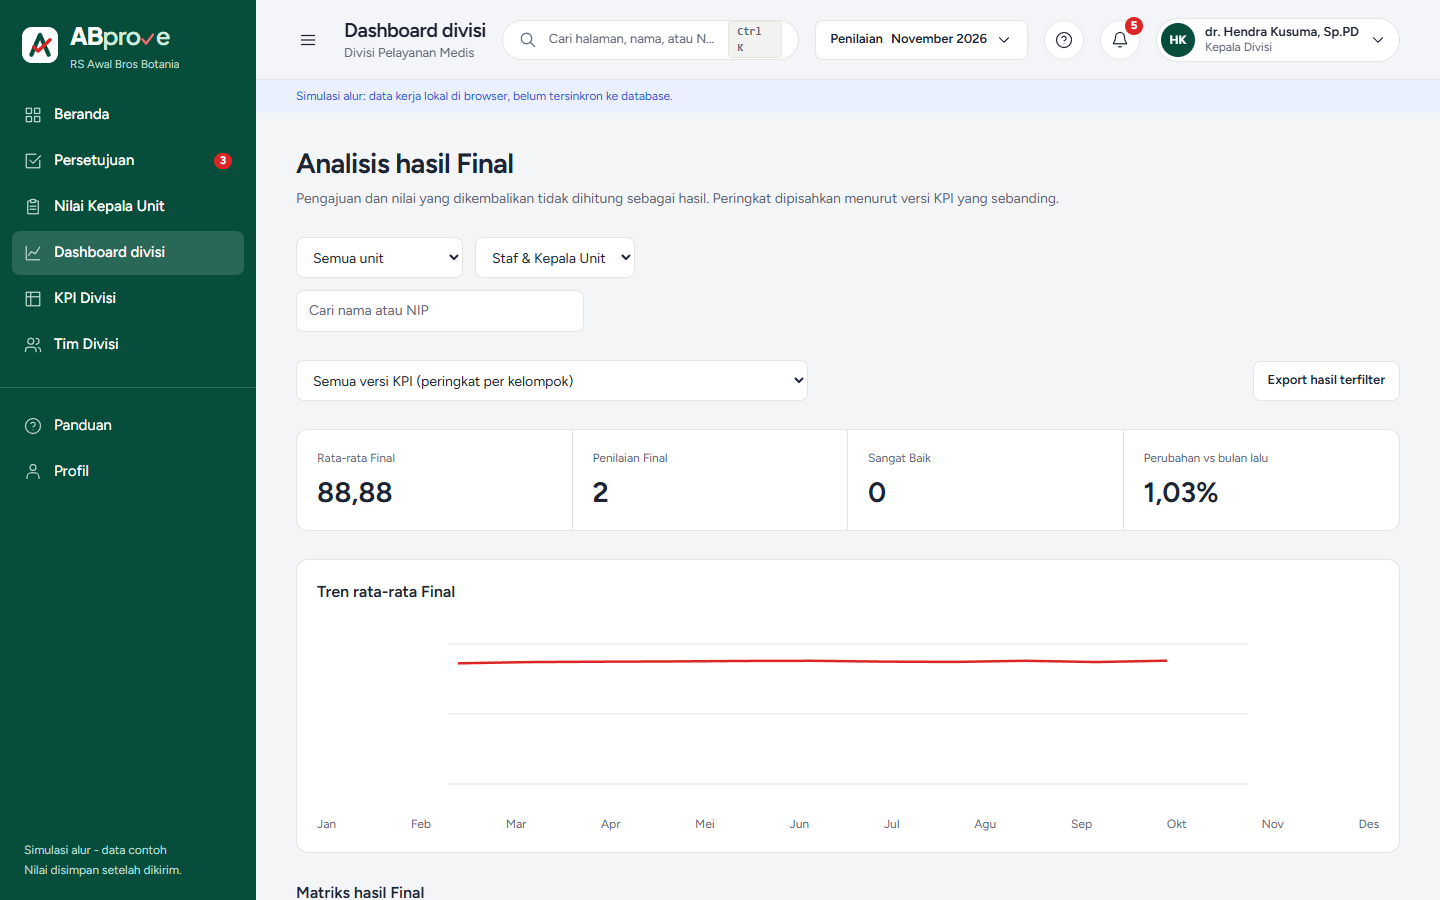 ABprove
RS Awal Bros Botania
Beranda
Persetujuan 3
Nilai Kepala Unit
Dashboard divisi
KPI Divisi
Tim Divisi
Panduan
Profil
Simulasi alur - data contoh
Nilai disimpan setelah dikirim.
Dashboard divisi
Divisi Pelayanan Medis
Cari halaman, nama, atau N...
Ctrl
K
Penilaian November 2026
5
HK
dr. Hendra Kusuma, Sp.PD
Kepala Divisi
Simulasi alur: data kerja lokal di browser, belum tersinkron ke database.
Analisis hasil Final
Pengajuan dan nilai yang dikembalikan tidak dihitung sebagai hasil. Peringkat dipisahkan menurut versi KPI yang sebanding.
Semua unit
Staf & Kepala Unit
Cari nama atau NIP
Semua versi KPI (peringkat per kelompok)
Export hasil terfilter
Rata-rata Final
88,88
Penilaian Final
2
Sangat Baik
0
Perubahan vs bulan lalu
1,03%
Tren rata-rata Final
Jan Feb Mar Apr Mei Jun Jul Agu Sep Okt Nov Des
Matriks hasil Final